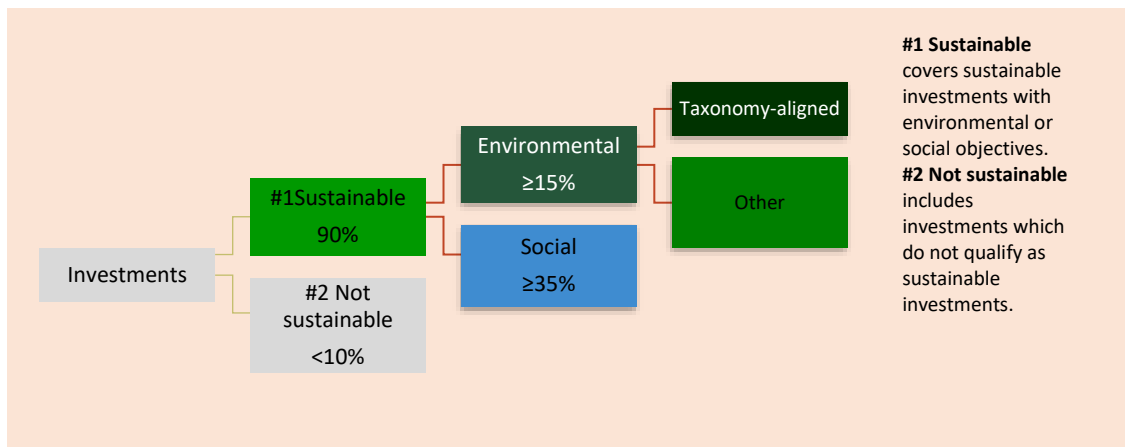 Investments
#1Sustainable
90%
#2 Not
sustainable
<10%
Environmental
≥15%
Social
≥35%
Taxonomy-aligned
Other
#1 Sustainable
covers sustainable
investments with
environmental or
social objectives.
#2 Not sustainable
includes
investments which
do not qualify as
sustainable
investments.